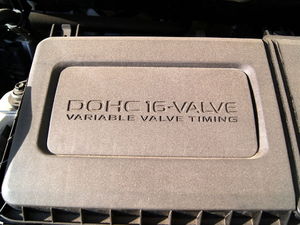 DOHC 16-VALVE
VARIABLE VALVE TIMING